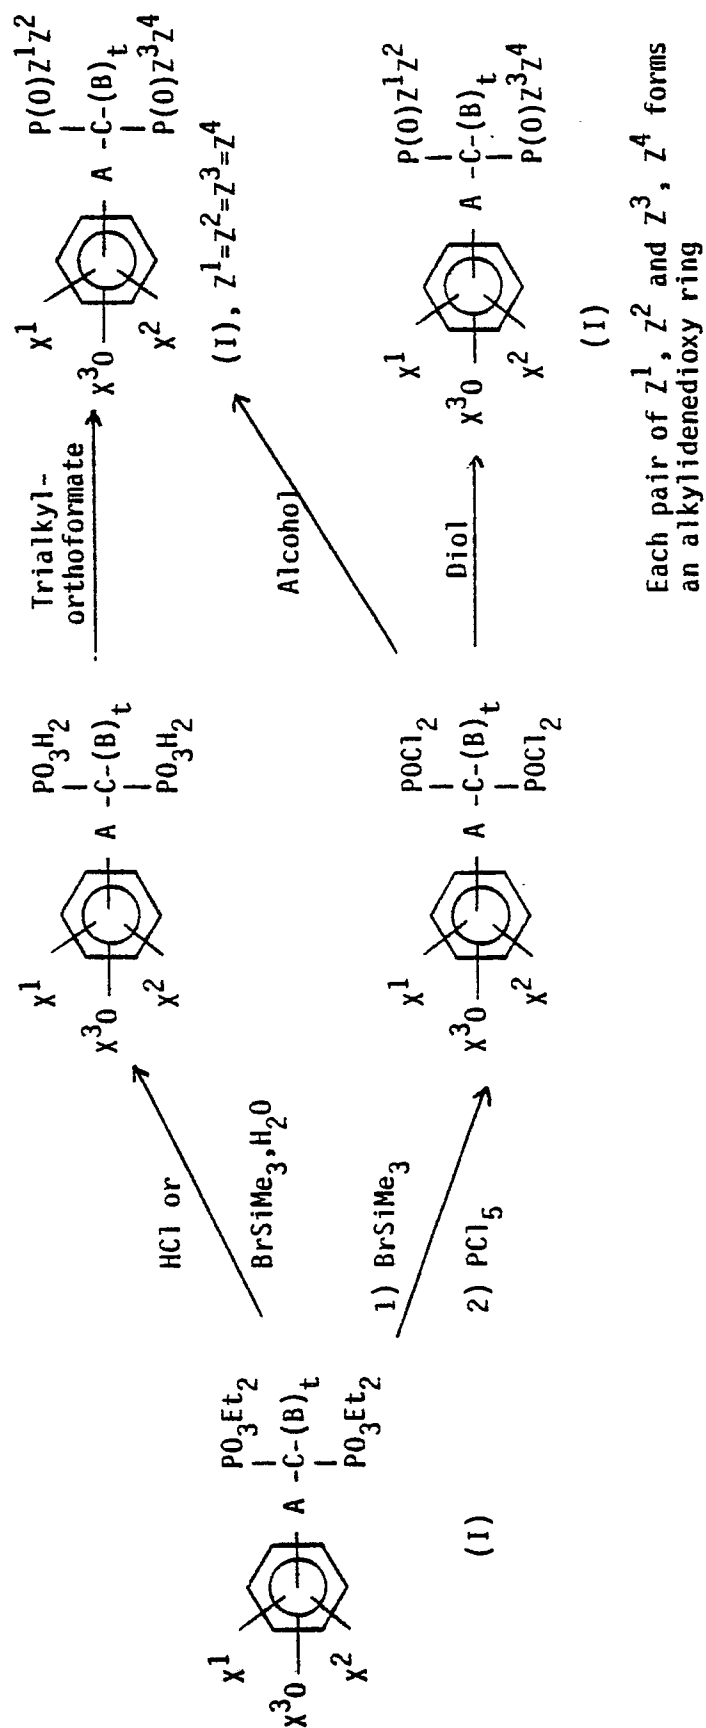 X¹
X³O
X²
PO₃Et₂
A -C-(B)ₜ
PO₃Et₂
(I)
HCl or
BrSiMe₃,H₂O
1) BrSiMe₃
2) PCl₅
X¹
X³O
X²
PO₃H₂
A -C-(B)ₜ
PO₃H₂
X¹
X³O
X²
POCl₂
A -C-(B)ₜ
POCl₂
Trialkyl-
orthoformate
Alcohol
Diol
X¹
X³O
X²
P(O)Z¹Z²
A -C-(B)ₜ
P(O)Z³Z⁴
(I), Z¹=Z²=Z³=Z⁴
X¹
X³O
X²
P(O)Z¹Z²
A -C-(B)ₜ
P(O)Z³Z⁴
(I)
Each pair of Z¹, Z² and Z³, Z⁴ forms
an alkylidenedioxy ring